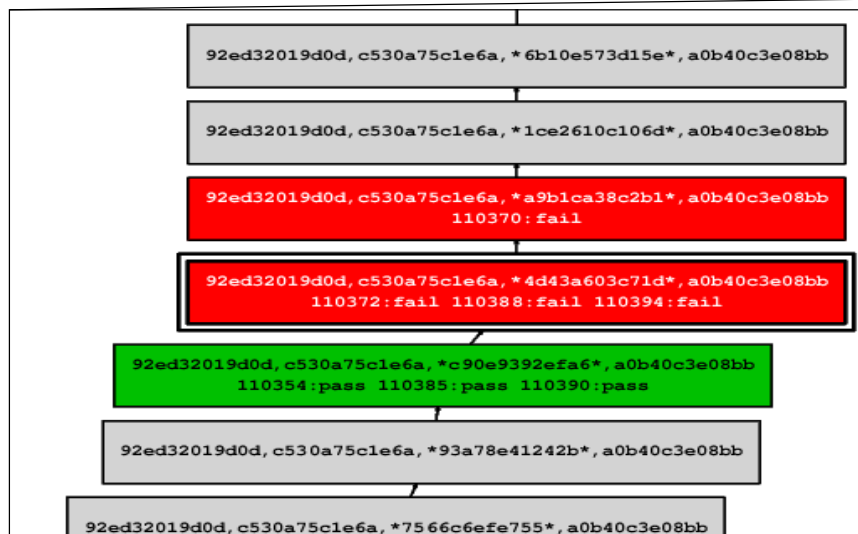 92ed32019d0d,c530a75c1e6a,*6b10e573d15e*,a0b40c3e08bb
92ed32019d0d,c530a75c1e6a,*1ce2610c106d*,a0b40c3e08bb
92ed32019d0d,c530a75c1e6a,*a9b1ca38c2b1*,a0b40c3e08bb
110370:fail
92ed32019d0d,c530a75c1e6a,*4d43a603c71d*,a0b40c3e08bb
110372:fail 110388:fail 110394:fail
92ed32019d0d,c530a75c1e6a,*c90e9392efa6*,a0b40c3e08bb
110354:pass 110385:pass 110390:pass
92ed32019d0d,c530a75c1e6a,*93a78e41242b*,a0b40c3e08bb
92ed32019d0d,c530a75c1e6a,*7566c6efe755*,a0b40c3e08bb